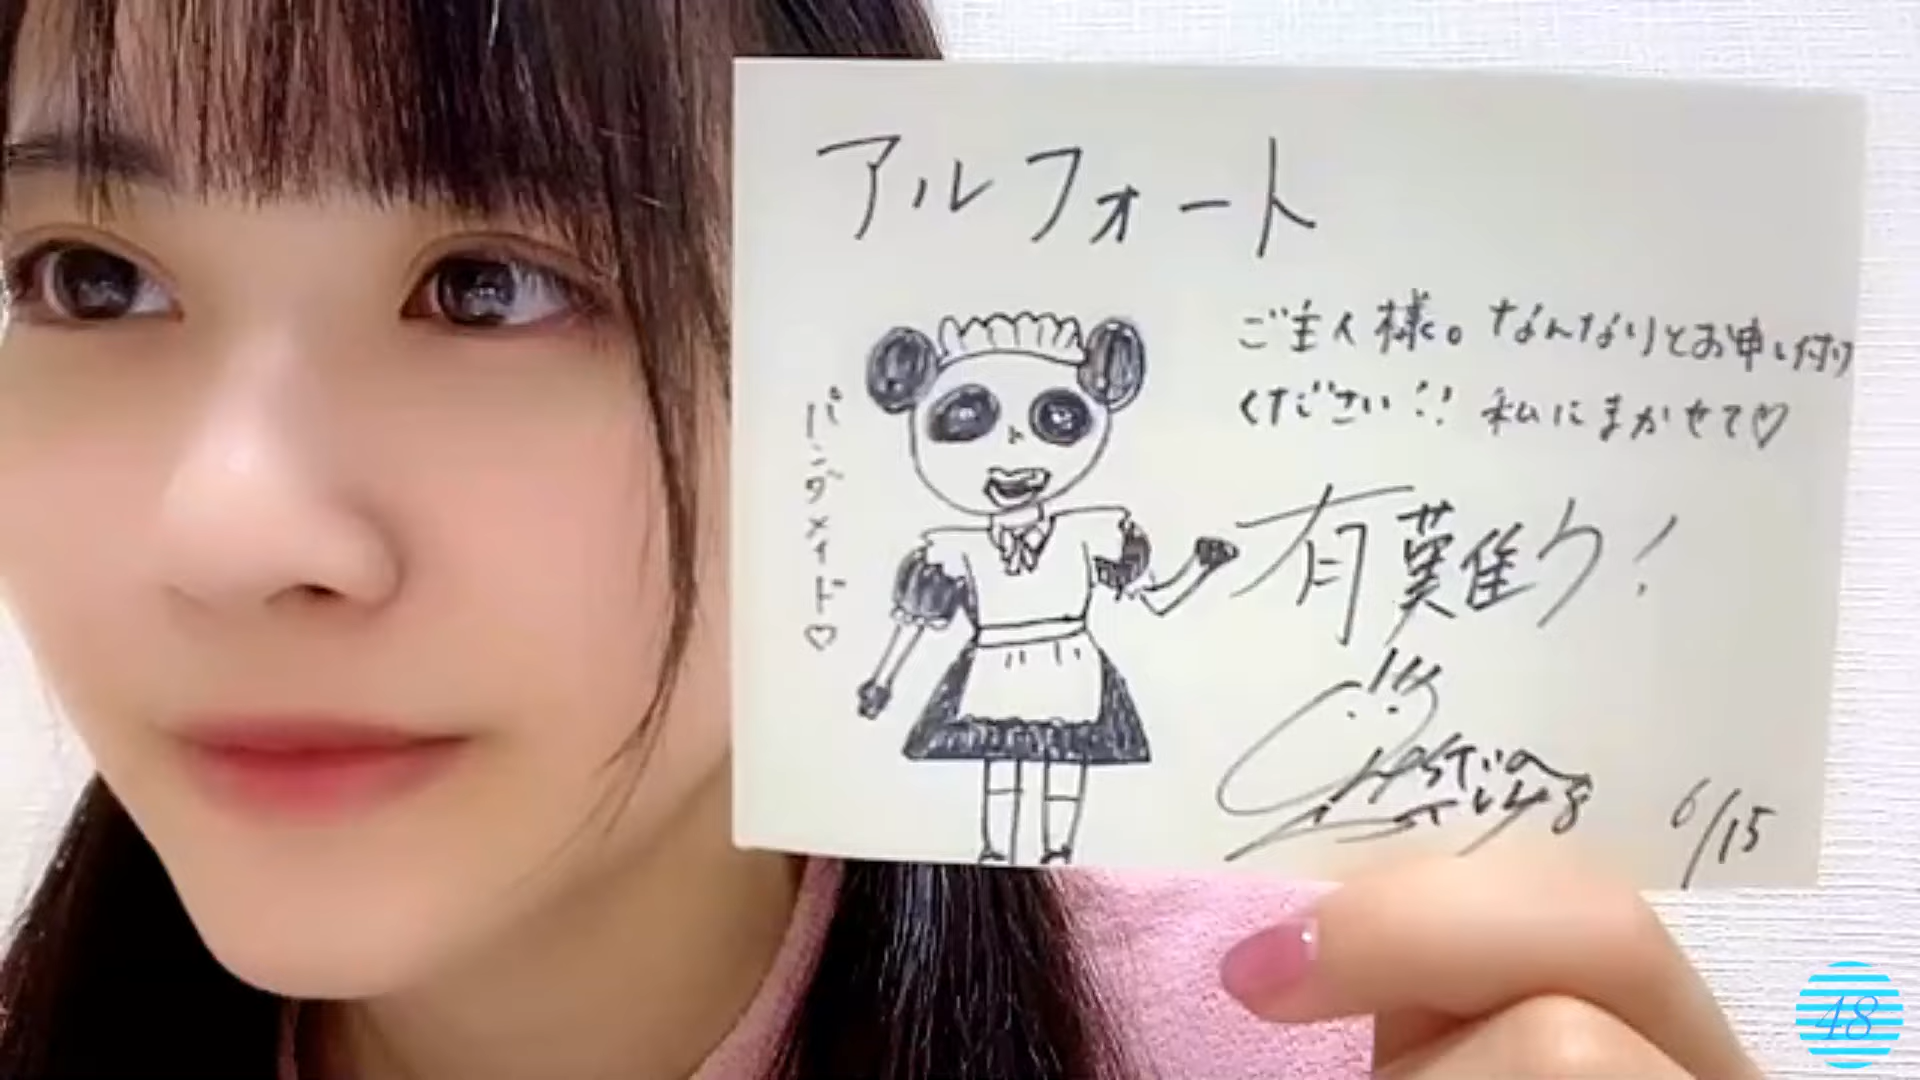 アルフォート
ご主人様。なんなりとお申し付け
ください!! 私にまかせて♡
パンダメイド♡
有難り!
6/15
48